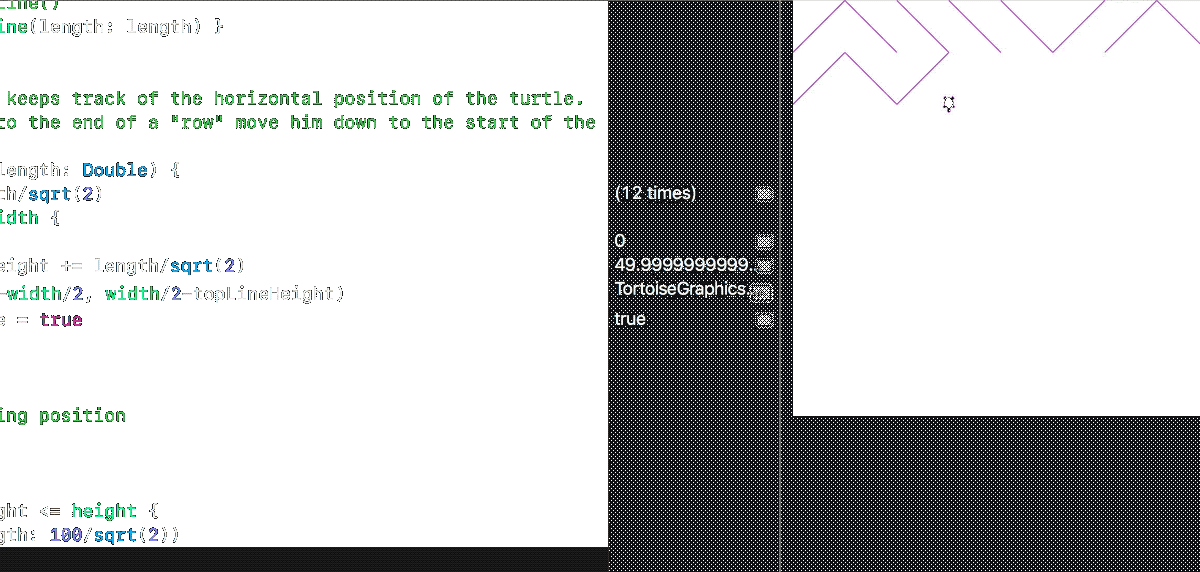 Line()
ine(length: length) }
keeps track of the horizontal position of the turtle.
to the end of a "row" move him down to the start of the
length: Double) {
th/sqrt(2)
idth {
eight += length/sqrt(2)
-width/2, width/2-topLineHeight)
e = true
ing position
ght <= height {
gth: 100/sqrt(2))
(12 times)
0
49.9999999999…
TortoiseGraphics…
true